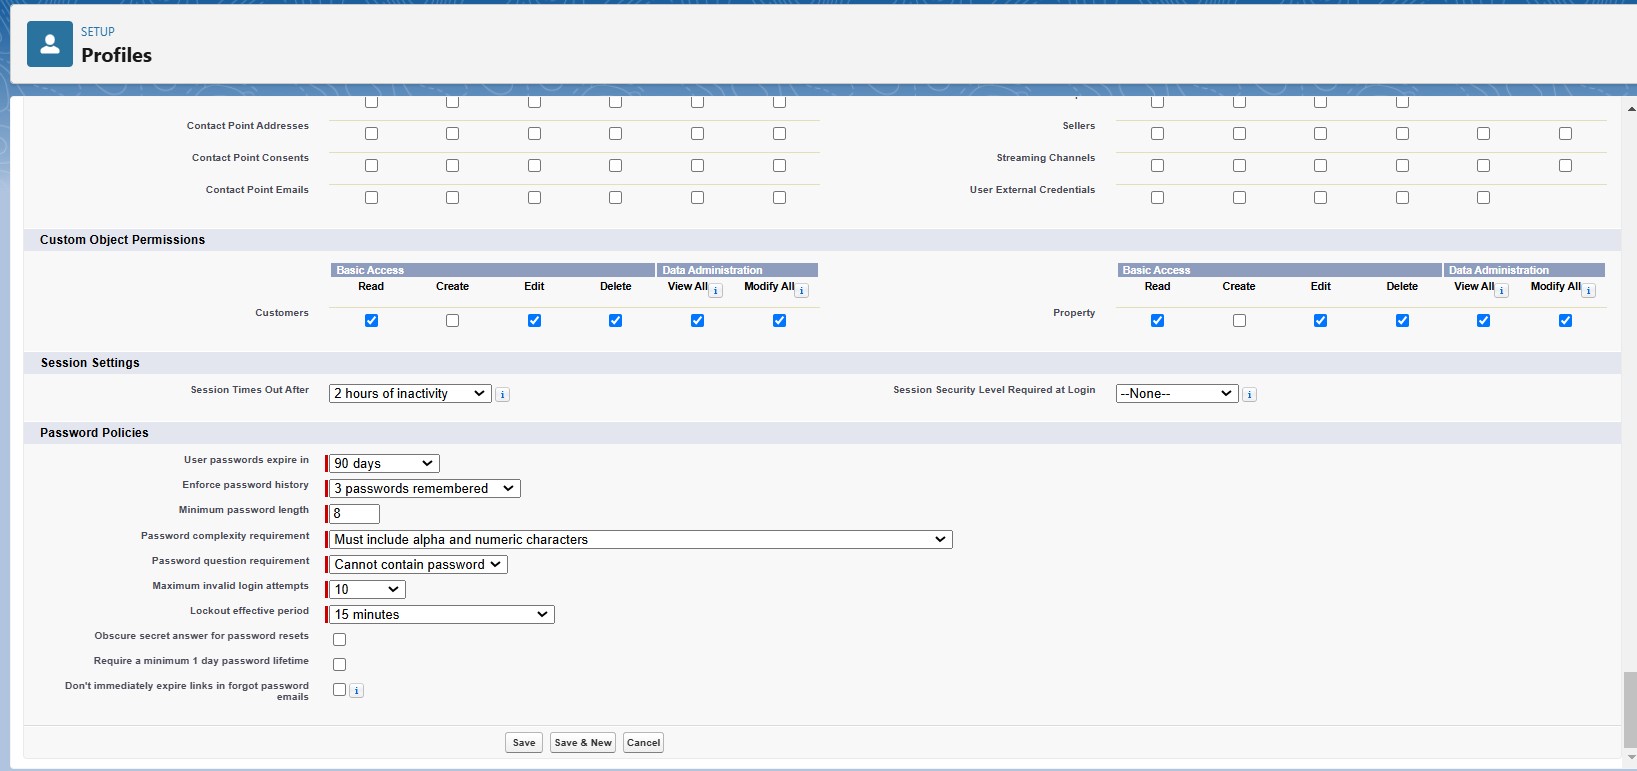 SETUP
Profiles
Contact Point Addresses
Sellers
Contact Point Consents
Streaming Channels
Contact Point Emails
User External Credentials
Custom Object Permissions
Basic Access Data Administration Basic Access Data Administration
Read Create Edit Delete View All i Modify All i Read Create Edit Delete View All i Modify All i
Customers
Property
Session Settings
Session Times Out After 2 hours of inactivity i Session Security Level Required at Login --None-- i
Password Policies
User passwords expire in 90 days
Enforce password history 3 passwords remembered
Minimum password length 8
Password complexity requirement Must include alpha and numeric characters
Password question requirement Cannot contain password
Maximum invalid login attempts 10
Lockout effective period 15 minutes
Obscure secret answer for password resets
Require a minimum 1 day password lifetime
Don't immediately expire links in forgot password
emails i
Save Save & New Cancel